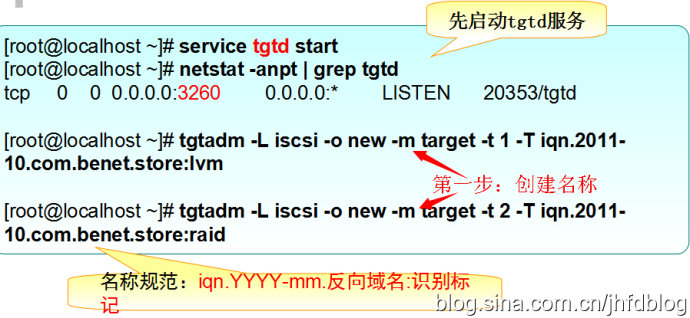 先启动tgtd服务
[root@localhost ~]# service tgtd start
[root@localhost ~]# netstat -anpt | grep tgtd
tcp 0 0 0.0.0.0:3260 0.0.0.0:* LISTEN 20353/tgtd
[root@localhost ~]# tgtadm -L iscsi -o new -m target -t 1 -T iqn.2011-
10.com.benet.store:lvm
第一步：创建名称
[root@localhost ~]# tgtadm -L iscsi -o new -m target -t 2 -T iqn.2011-
10.com.benet.store:raid
名称规范：iqn.YYYY-mm.反向域名:识别标
记
blog.sina.com.cn/jhfdblog